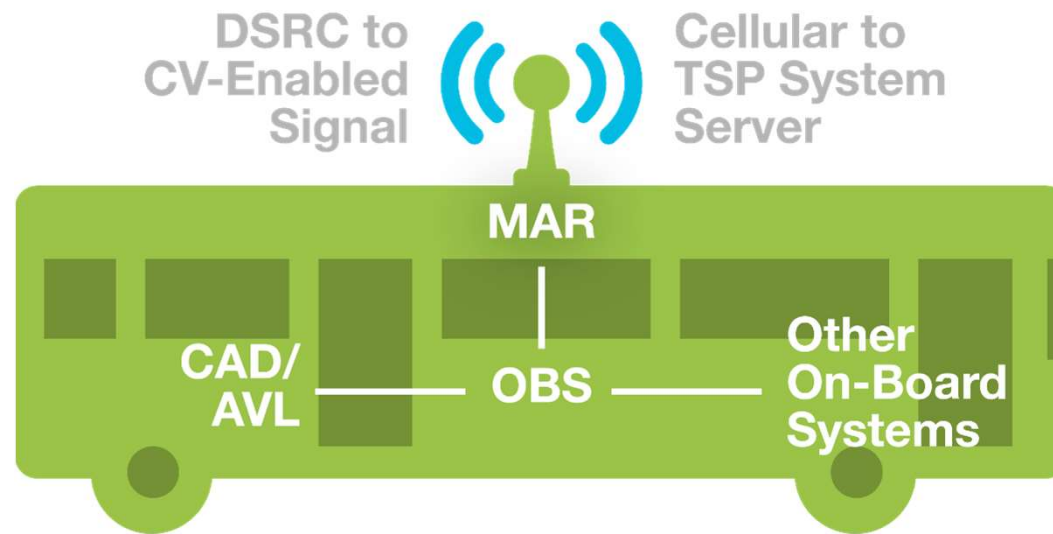 DSRC to
CV-Enabled
Signal
Cellular to
TSP System
Server
MAR
CAD/
AVL
OBS
Other
On-Board
Systems